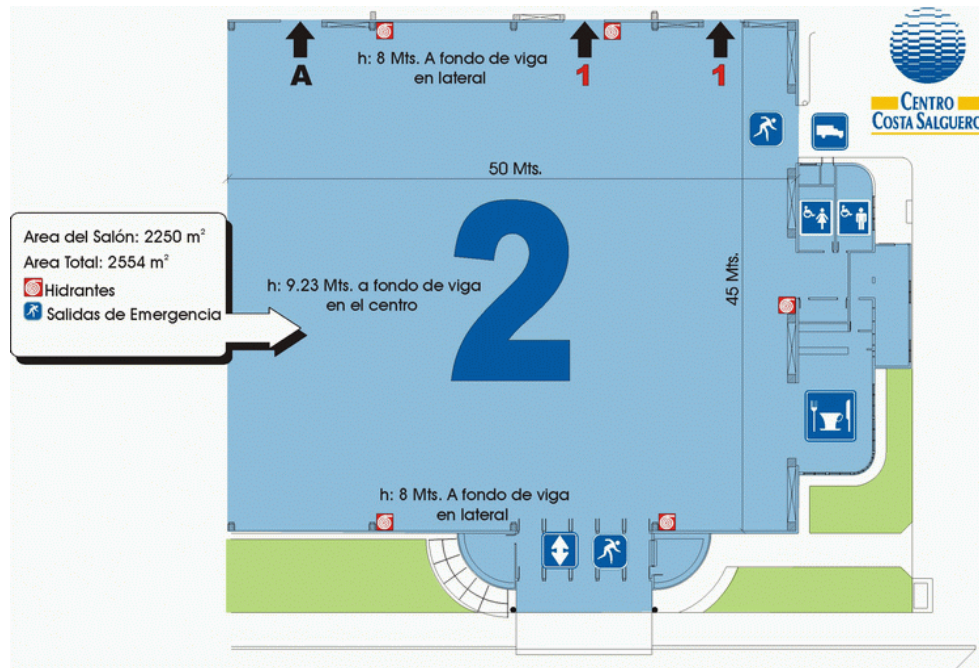 h: 8 Mts. A fondo de viga
en lateral
A
1
1
CENTRO
COSTA SALGUERO
50 Mts.
Area del Salón: 2250 m²
Area Total: 2554 m²
Hidrantes
Salidas de Emergencia
h: 9.23 Mts. a fondo de viga
en el centro
2
45 Mts.
h: 8 Mts. A fondo de viga
en lateral